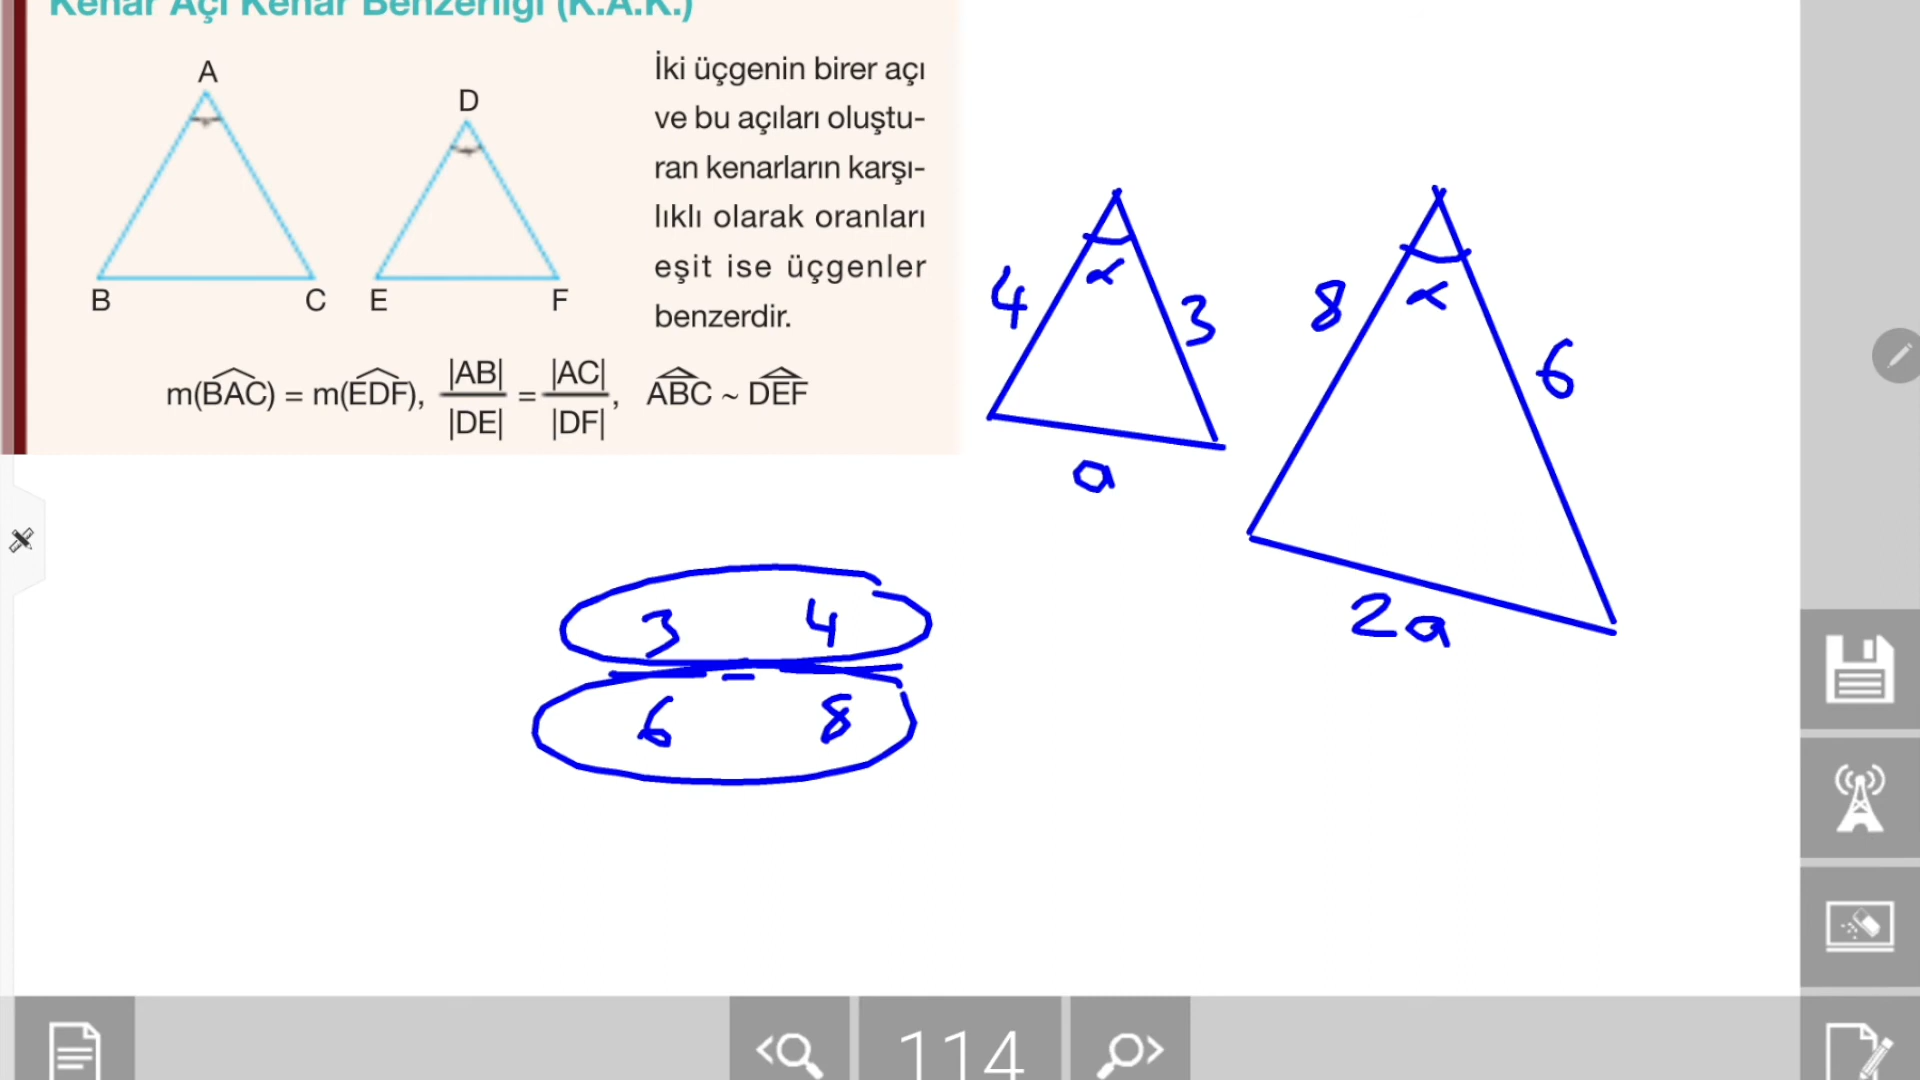 Kenar Açı Kenar Benzerliği (K.A.K.)
A
D
B
C
E
F
İki üçgenin birer açı
ve bu açıları oluştu-
ran kenarların karşı-
lıklı olarak oranları
eşit ise üçgenler
benzerdir.
m(BAC) = m(EDF), |AB|/|DE| = |AC|/|DF|, ABC ~ DEF
4
α
3
a
8
α
6
2a
3 4
=
6 8
114